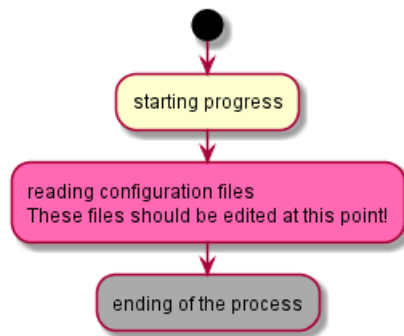 starting progress
reading configuration files
These files should be edited at this point!
ending of the process